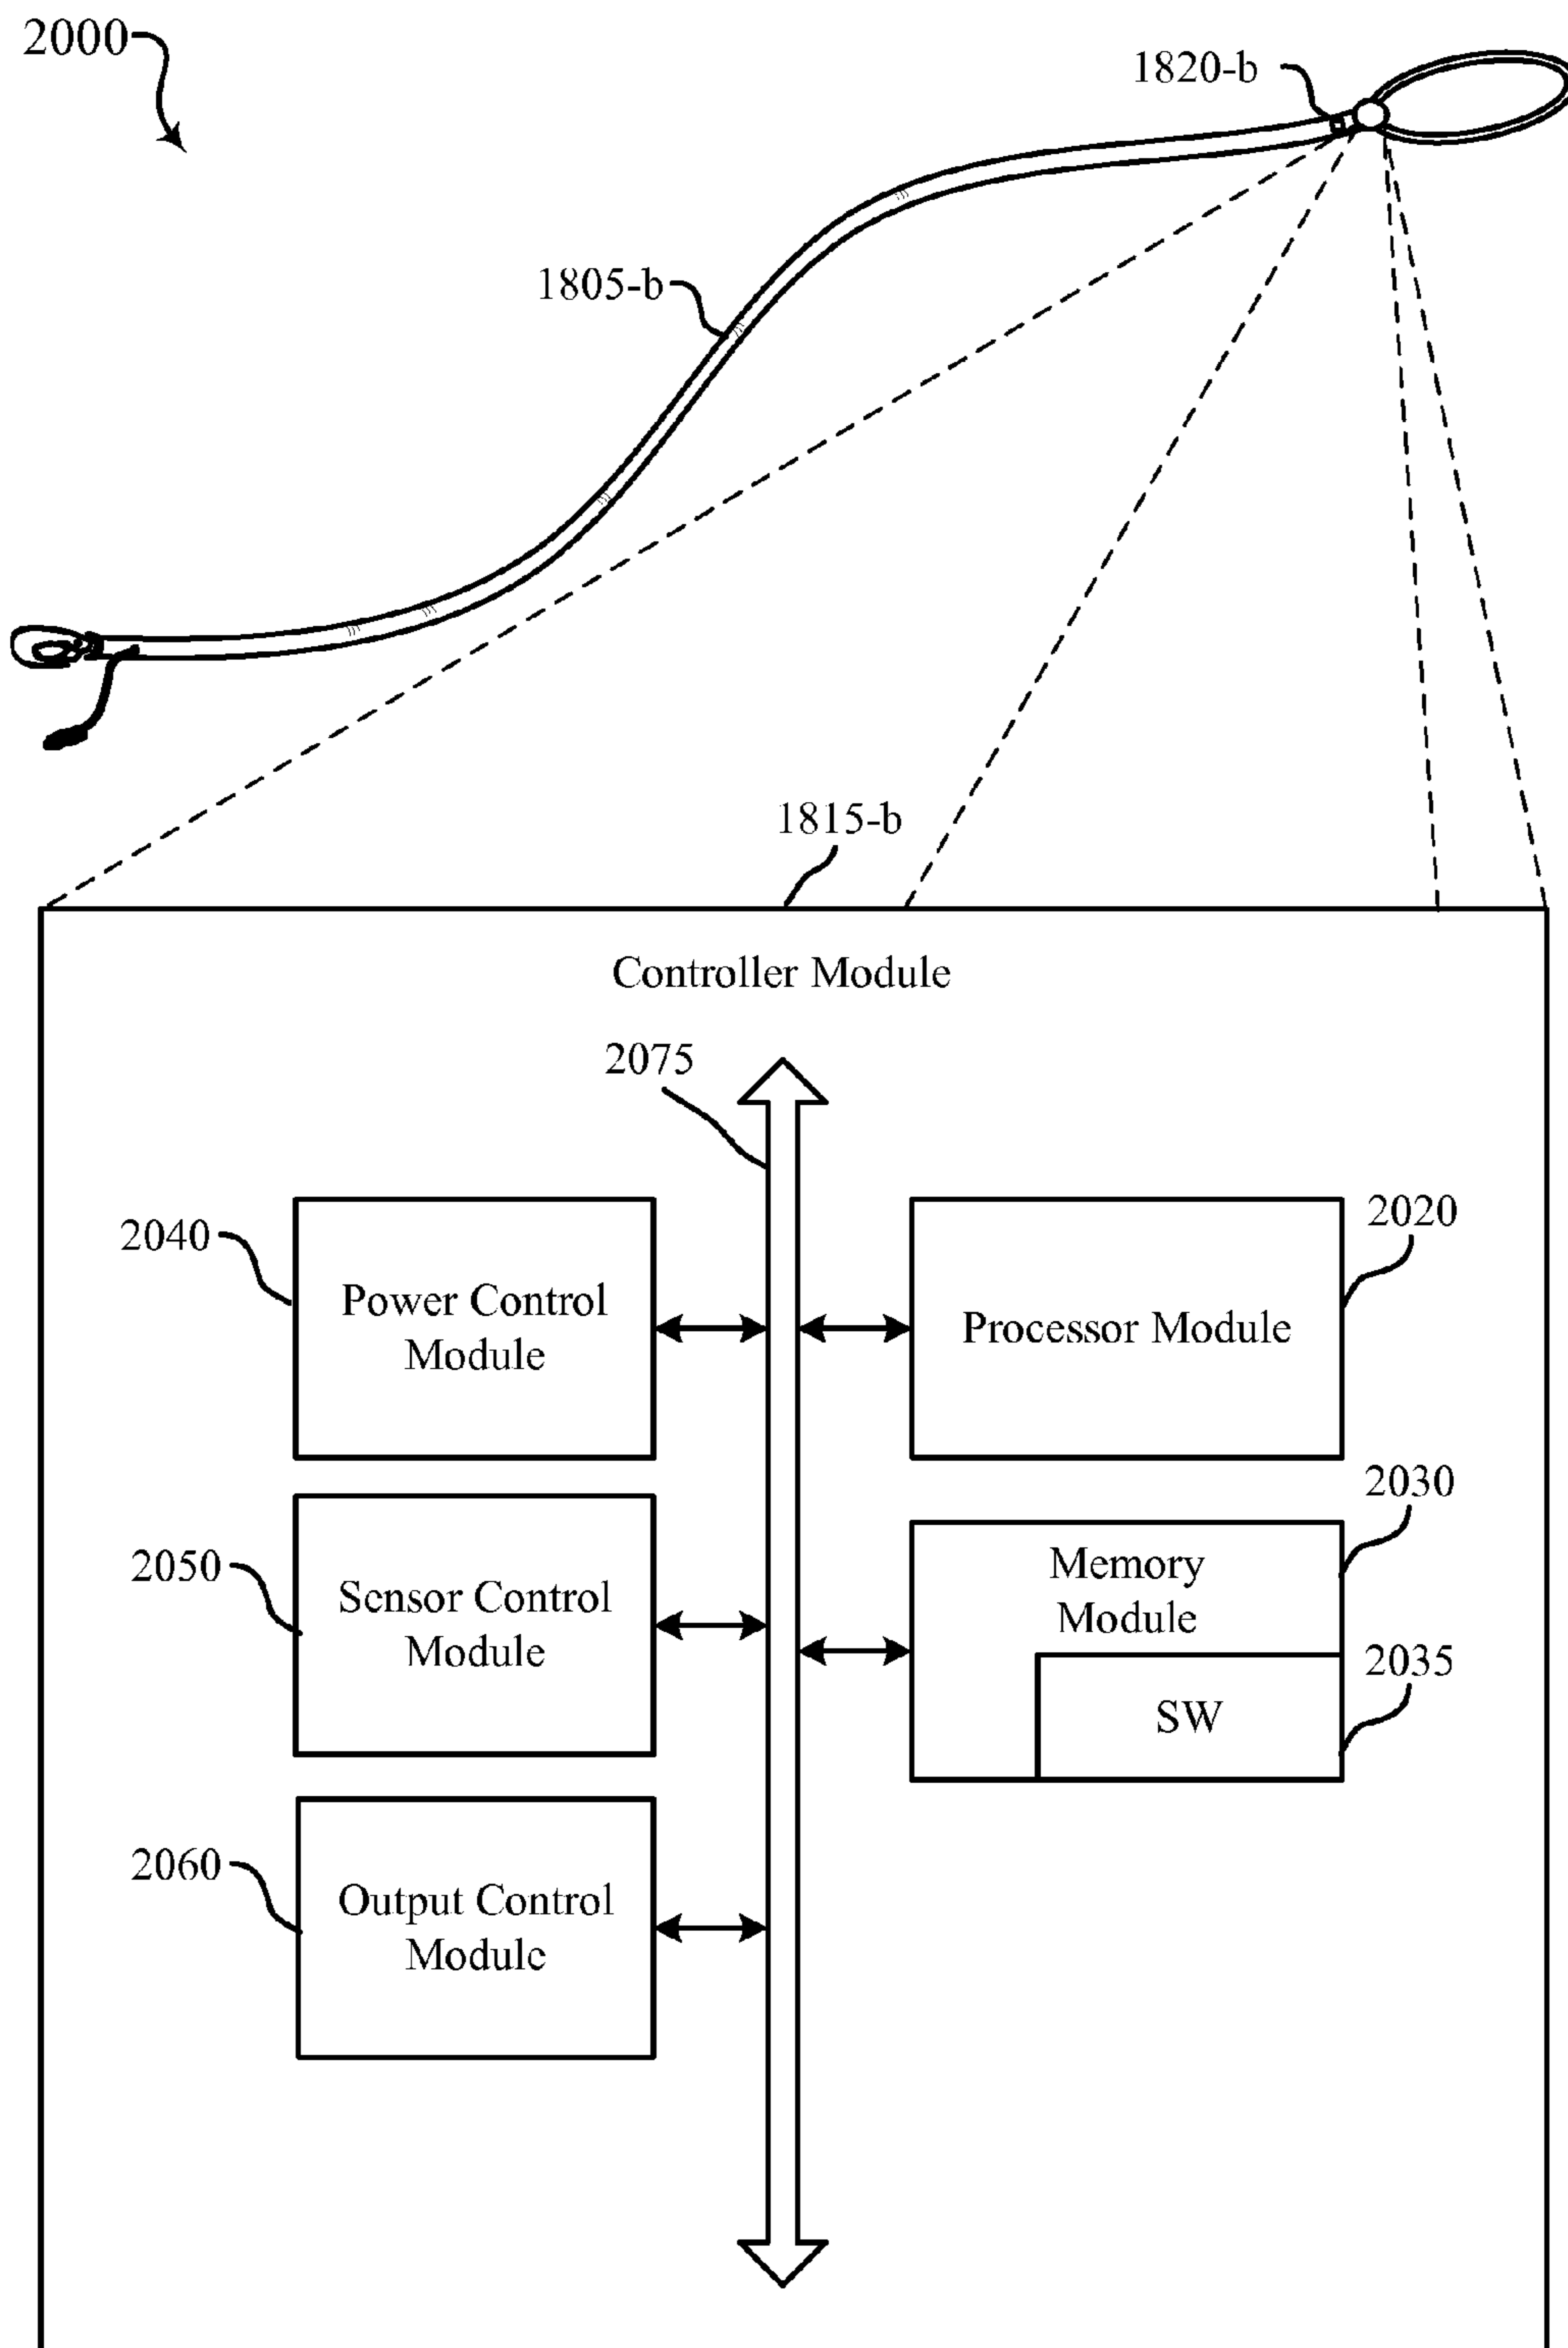 2000
1820-b
1805-b
1815-b
Controller Module
2075
2040
Power Control
Module
2020
Processor Module
2050
Sensor Control
Module
2030
Memory
Module
2035
SW
2060
Output Control
Module